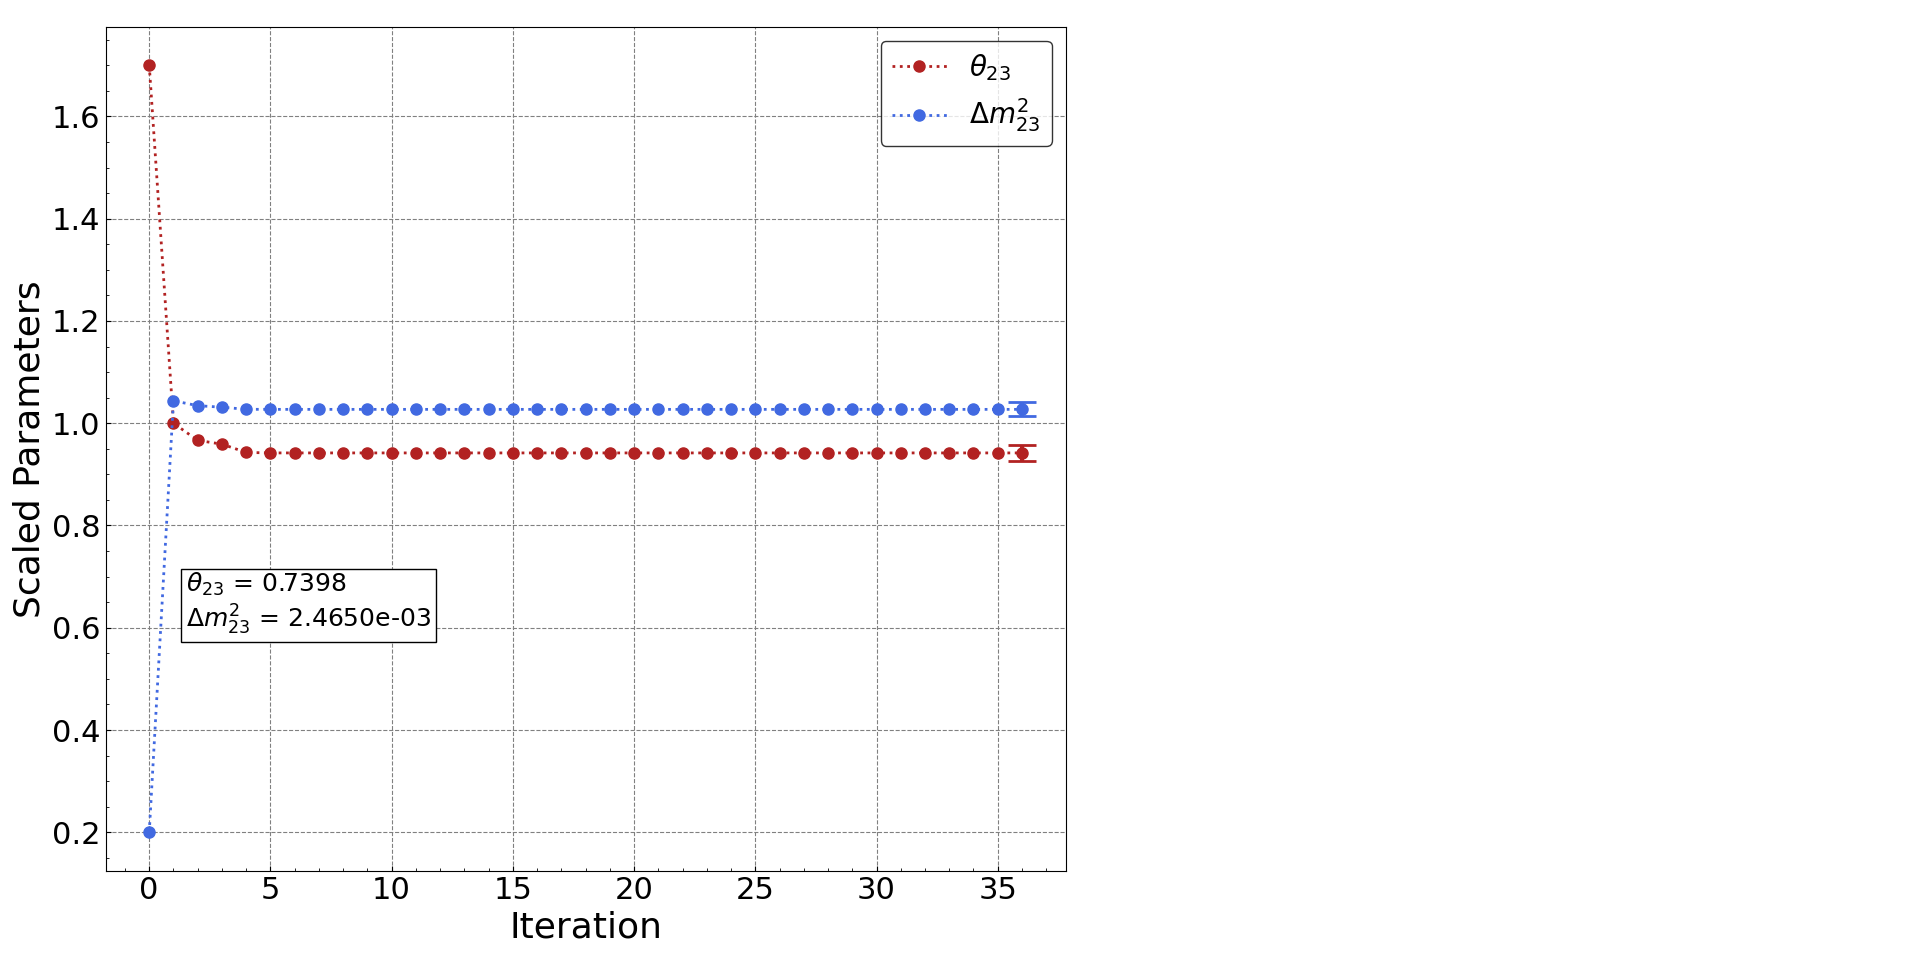 θ₂₃
Δm²₂₃
1.6
1.4
1.2
1.0
0.8
0.6
0.4
0.2
Scaled Parameters
θ₂₃ = 0.7398
Δm²₂₃ = 2.4650e-03
0 5 10 15 20 25 30 35
Iteration